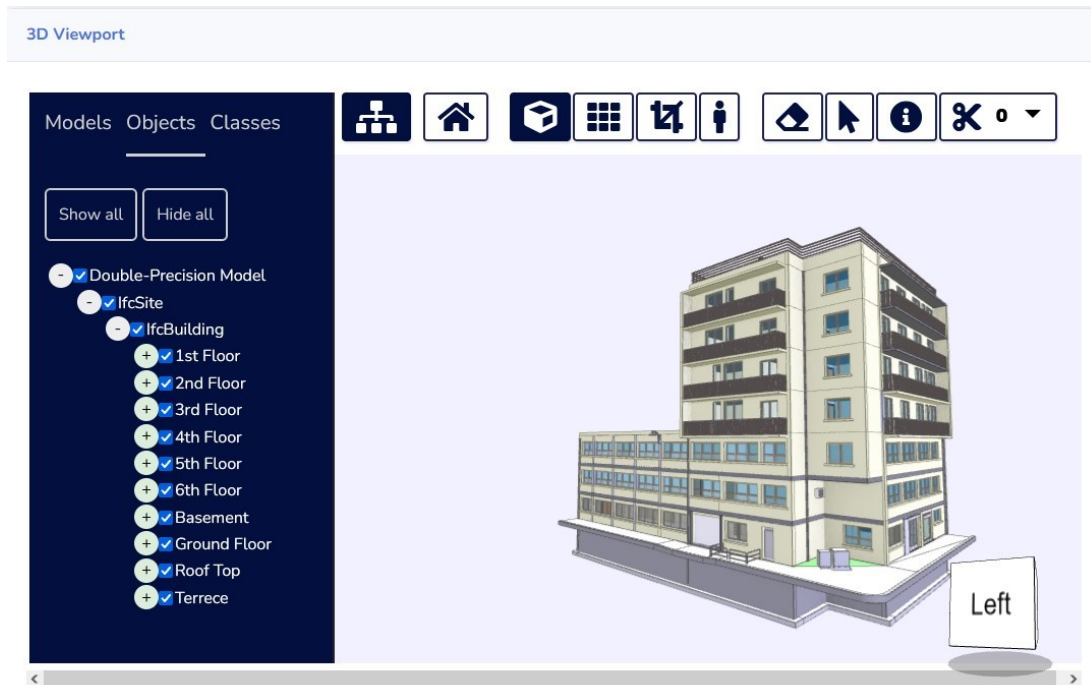 3D Viewport
Models Objects Classes
0
Show all Hide all
- Double-Precision Model
- IfcSite
- IfcBuilding
+ 1st Floor
+ 2nd Floor
+ 3rd Floor
+ 4th Floor
+ 5th Floor
+ 6th Floor
+ Basement
+ Ground Floor
+ Roof Top
+ Terrece
Left